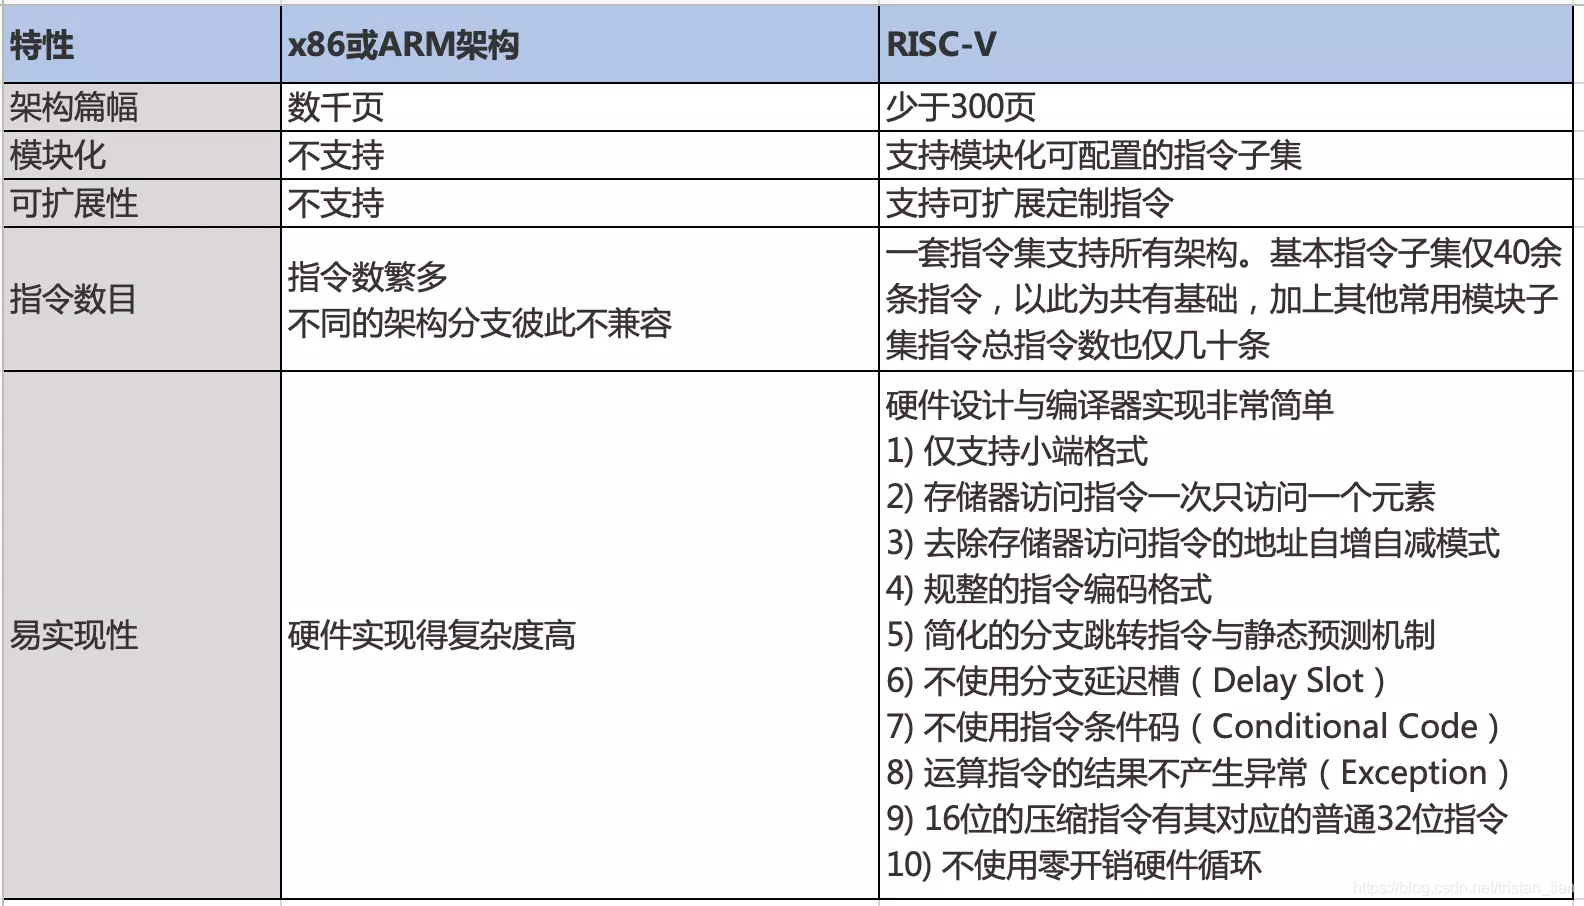 特性
x86或ARM架构
RISC-V
架构篇幅
数千页
少于300页
模块化
不支持
支持模块化可配置的指令子集
可扩展性
不支持
支持可扩展定制指令
指令数目
指令数繁多
不同的架构分支彼此不兼容
一套指令集支持所有架构。基本指令子集仅40余
条指令，以此为共有基础，加上其他常用模块子
集指令总指令数也仅几十条
易实现性
硬件实现得复杂度高
硬件设计与编译器实现非常简单
1) 仅支持小端格式
2) 存储器访问指令一次只访问一个元素
3) 去除存储器访问指令的地址自增自减模式
4) 规整的指令编码格式
5) 简化的分支跳转指令与静态预测机制
6) 不使用分支延迟槽（Delay Slot）
7) 不使用指令条件码（Conditional Code）
8) 运算指令的结果不产生异常（Exception）
9) 16位的压缩指令有其对应的普通32位指令
10) 不使用零开销硬件循环
https://blog.csdn.net/tristan_tian